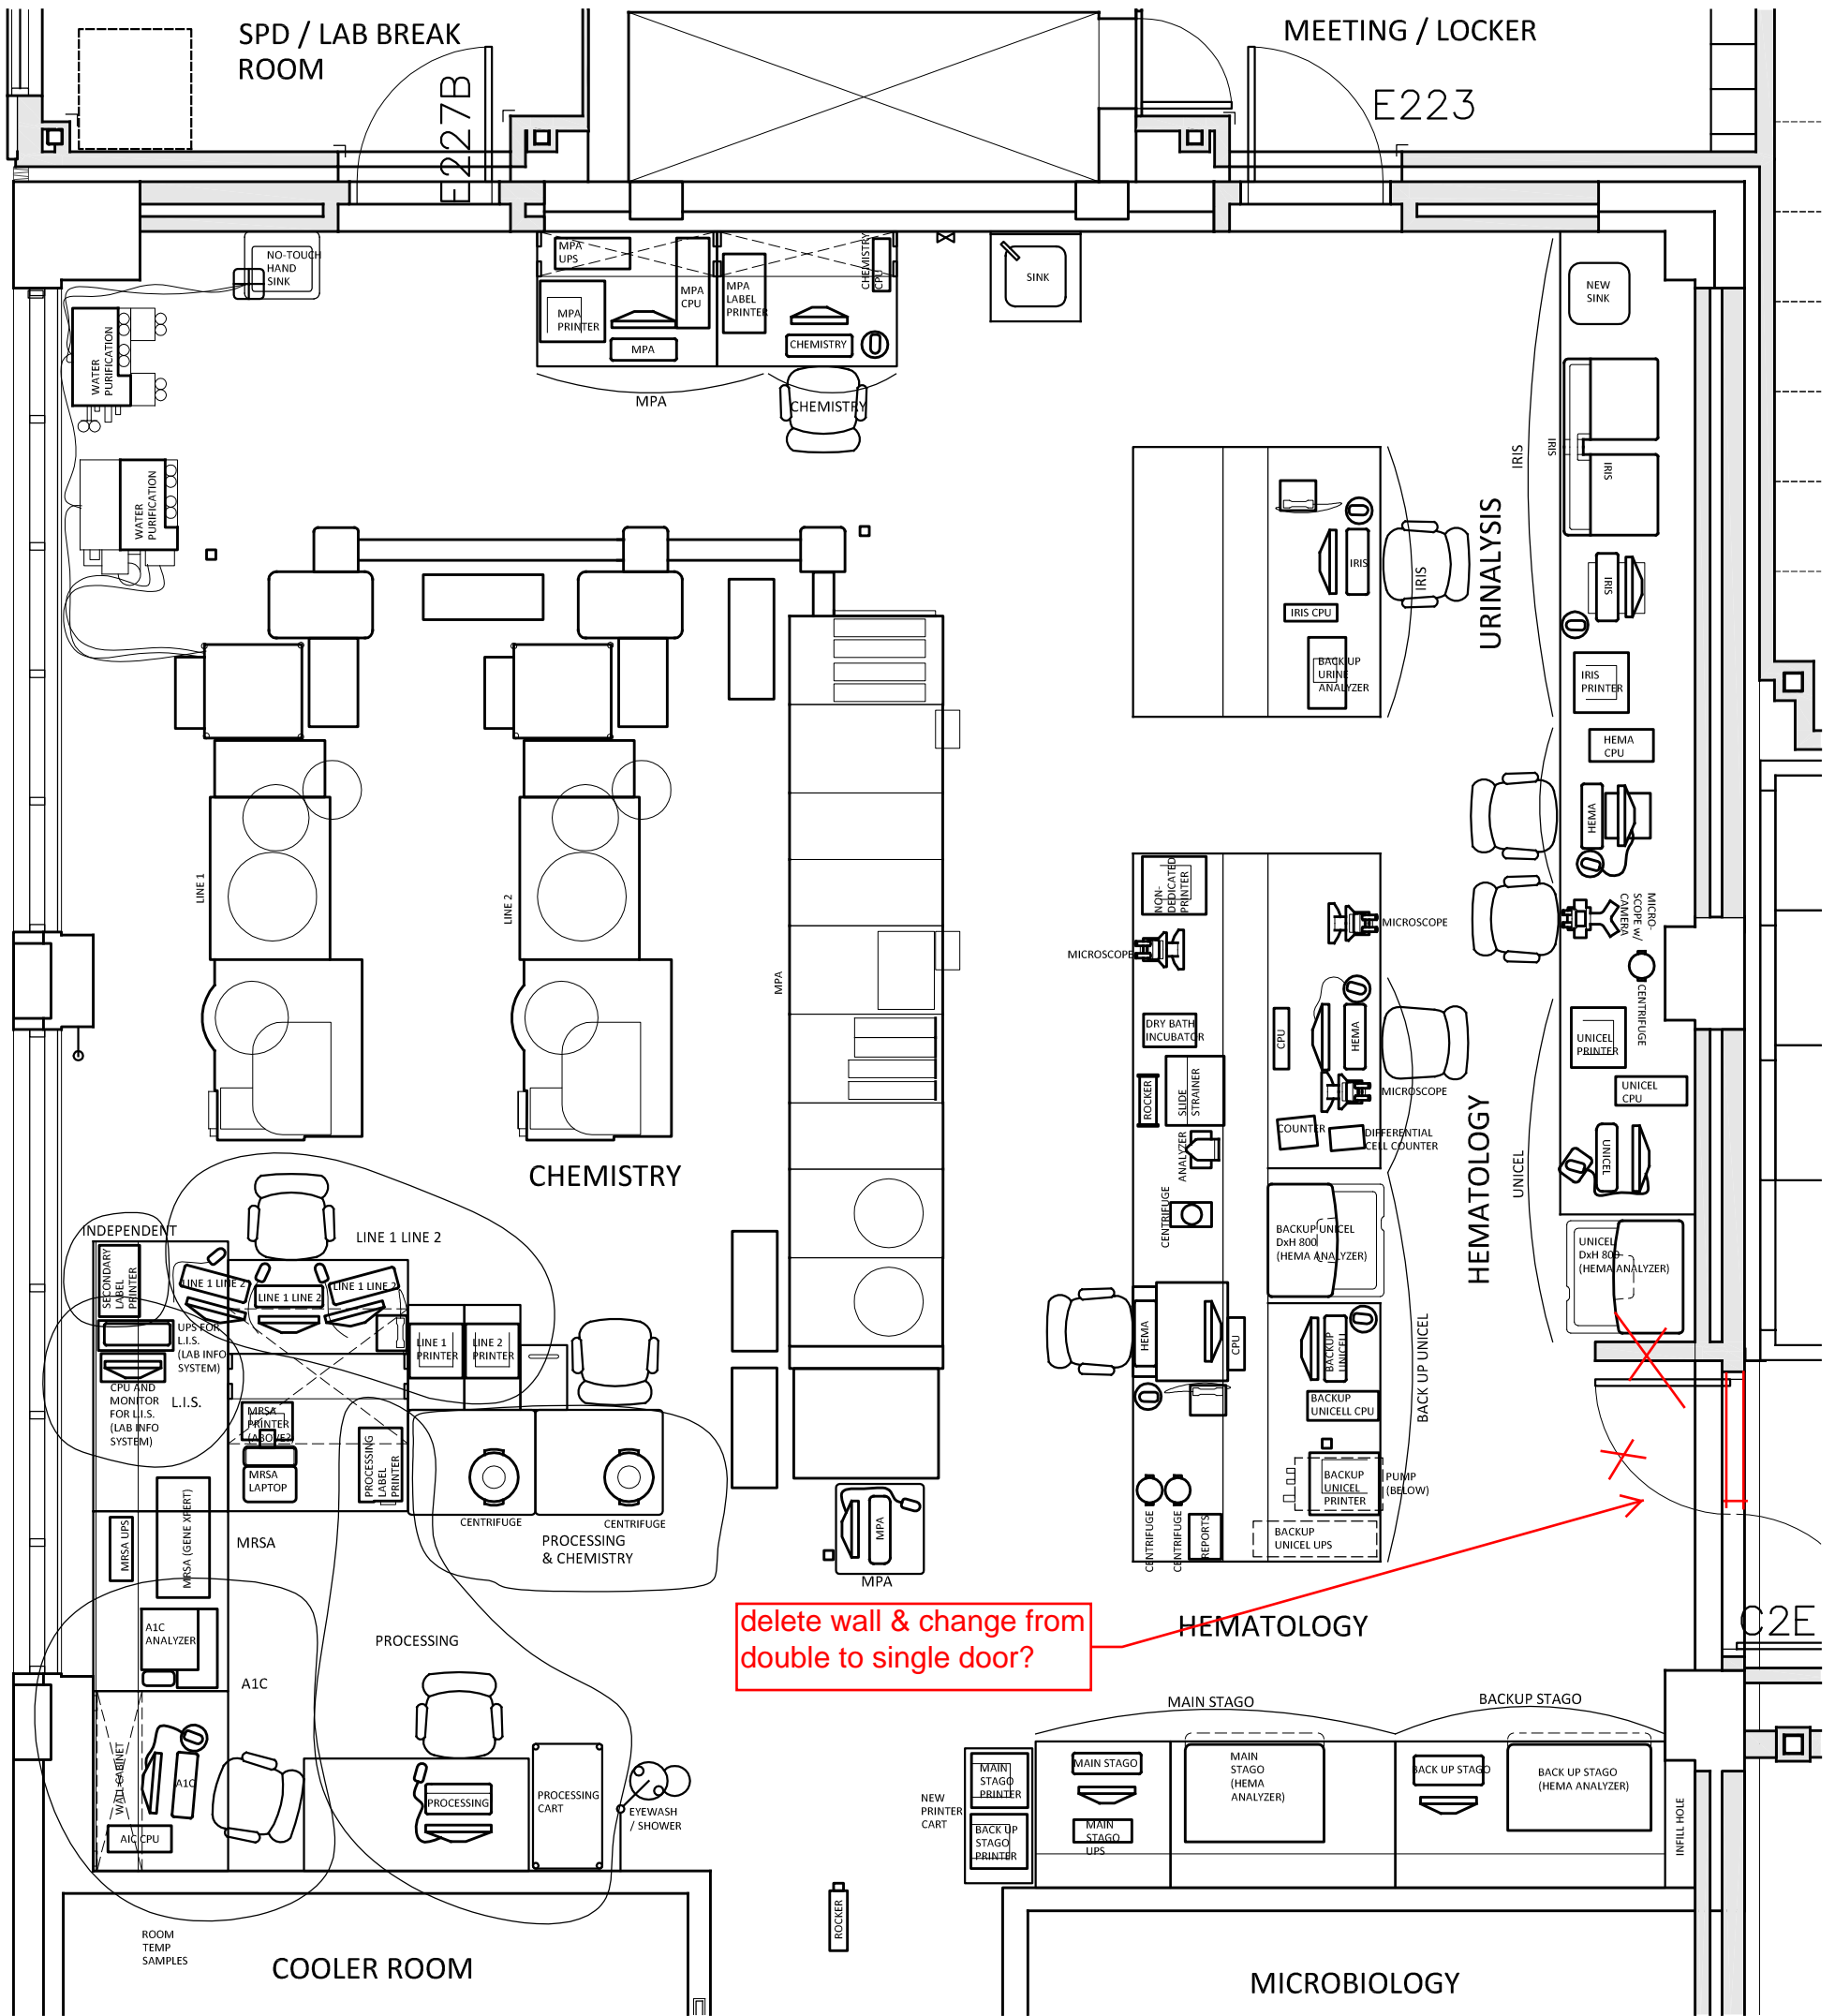 SPD / LAB BREAK
ROOM
E227B
MEETING / LOCKER
E223
NO-TOUCH
HAND
SINK
MPA
UPS
MPA
CPU
MPA
LABEL
PRINTER
CHEMISTRY
CPU
MPA
PRINTER
MPA
CHEMISTRY
MPA
CHEMISTRY
SINK
NEW
SINK
WATER
PURIFICATION
WATER
PURIFICATION
IRIS
IRIS
IRIS
URINALYSIS
IRIS
IRIS
IRIS
IRIS CPU
BACK UP
URINE
ANALYZER
IRIS
PRINTER
HEMA
CPU
HEMA
MICRO-
SCOPE w/
CAMERA
CENTRIFUGE
UNICEL
PRINTER
UNICEL
CPU
UNICEL
UNICEL
UNICEL
DxH 800
(HEMA ANALYZER)
HEMATOLOGY
LINE 1
LINE 2
MPA
NON-
DEDICATED
PRINTER
MICROSCOPE
MICROSCOPE
DRY BATH
INCUBATOR
CPU
HEMA
ROCKER
SLIDE
STRAINER
MICROSCOPE
COUNTER
DIFFERENTIAL
CELL COUNTER
ANALYZER
CENTRIFUGE
BACKUP UNICEL
DxH 800
(HEMA ANALYZER)
HEMA
CPU
BACKUP
UNICELL
BACKUP
UNICELL CPU
BACK UP UNICEL
BACKUP
UNICEL
PRINTER
PUMP
(BELOW)
BACKUP
UNICEL UPS
CENTRIFUGE
CENTRIFUGE
REPORTS
CHEMISTRY
INDEPENDENT
LINE 1 LINE 2
SECONDARY
LABEL
PRINTER
LINE 1 LINE 2
LINE 1 LINE 2
LINE 1 LINE 2
UPS FOR
L.I.S.
(LAB INFO
SYSTEM)
LINE 1
PRINTER
LINE 2
PRINTER
CPU AND
MONITOR
FOR L.I.S.
(LAB INFO
SYSTEM)
L.I.S.
MRSA
PRINTER
(ABOVE?)
MRSA
LAPTOP
PROCESSING
LABEL
PRINTER
CENTRIFUGE
CENTRIFUGE
PROCESSING
& CHEMISTRY
MRSA UPS
MRSA (GENE XPERT)
MRSA
MPA
MPA
A1C
ANALYZER
A1C
PROCESSING
delete wall & change from
double to single door?
HEMATOLOGY
C2E
WALL CABINET
A1C
AIC CPU
PROCESSING
PROCESSING
CART
EYEWASH
/ SHOWER
MAIN STAGO
BACKUP STAGO
NEW
PRINTER
CART
MAIN
STAGO
PRINTER
BACK UP
STAGO
PRINTER
MAIN STAGO
MAIN
STAGO
UPS
MAIN
STAGO
(HEMA
ANALYZER)
BACK UP STAGO
BACK UP STAGO
(HEMA ANALYZER)
INFILL HOLE
ROCKER
ROOM
TEMP
SAMPLES
COOLER ROOM
MICROBIOLOGY